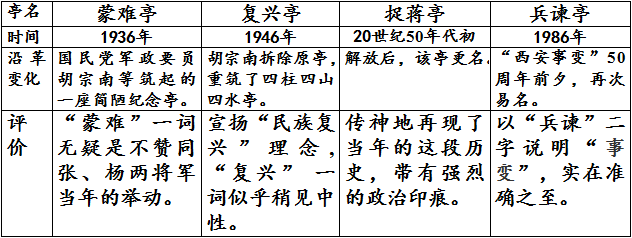 亭名 蒙难亭 复兴亭 捉蒋亭 兵谏亭
时间 1936年 1946年 20世纪50年代初 1986年
沿革变化
国民党军政要员
胡宗南等筑起的
一座简陋纪念亭。
胡宗南拆除原亭,
重筑了四柱四山
四水亭。
解放后,该亭更名。
“西安事变”50
周年前夕,再次
易名。
评价
“蒙难”一词
无疑是不赞同
张、杨两将军
当年的举动。
宣扬“民族复
兴”理念,
“复兴”一
词似乎稍见中
性。
传神地再现了
当年的这段历
史,带有强烈
的政治印痕。
以“兵谏”二
字说明“事
变”,实在准
确之至。